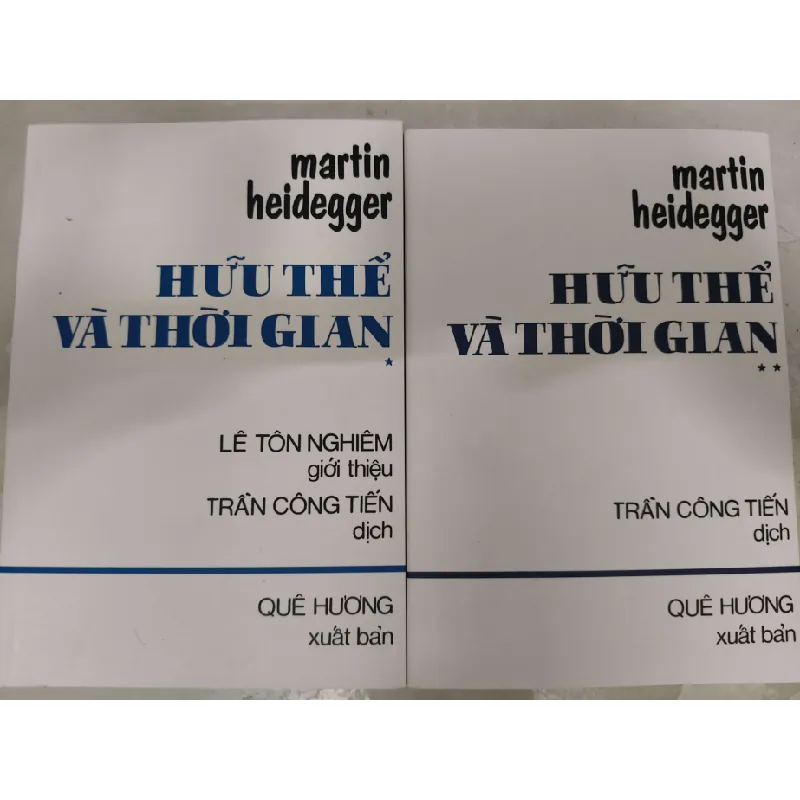 martin
heidegger
HỮU THỂ
VÀ THỜI GIAN
*
LÊ TÔN NGHIÊM
giới thiệu
TRẦN CÔNG TIẾN
dịch
QUÊ HƯƠNG
xuất bản
martin
heidegger
HỮU THỂ
VÀ THỜI GIAN
**
TRẦN CÔNG TIẾN
dịch
QUÊ HƯƠNG
xuất bản